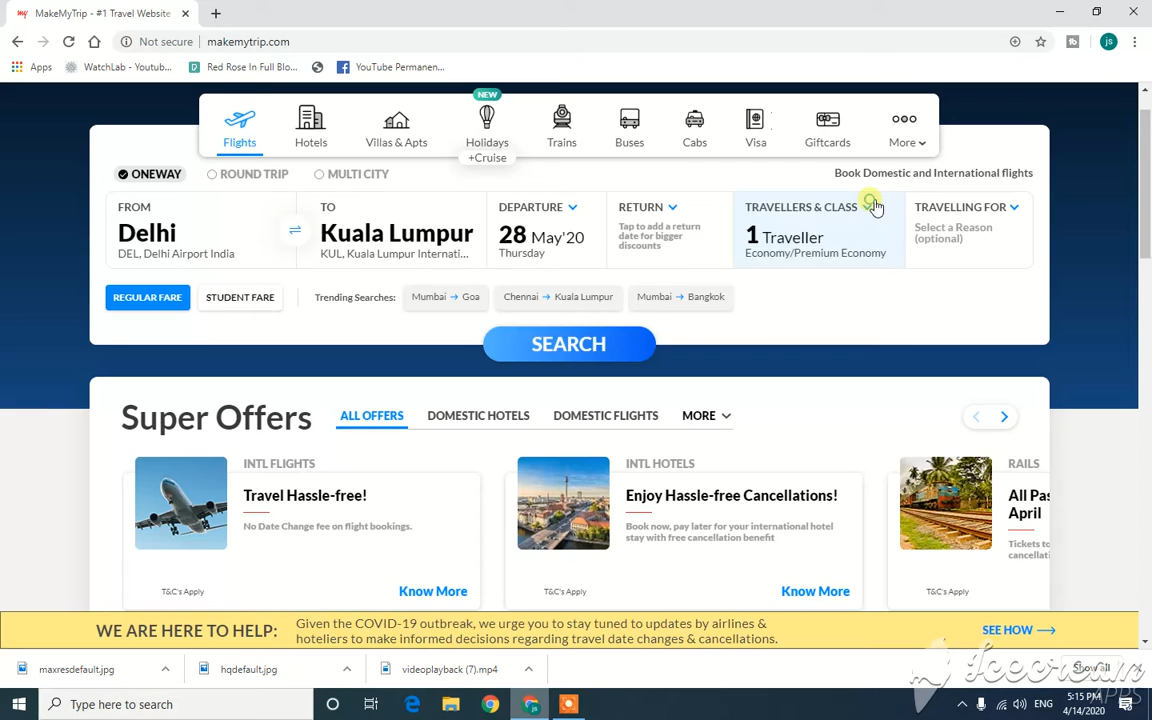 MakeMyTrip - #1 Travel Website
Not secure
makemytrip.com
js
Apps
WatchLab - Youtub...
Red Rose In Full Blo...
YouTube Permanen...
NEW
Flights
Hotels
Villas & Apts
Holidays
Trains
Buses
Cabs
Visa
Giftcards
More
+Cruise
ONEWAY
ROUND TRIP
MULTI CITY
Book Domestic and International flights
FROM
Delhi
DEL, Delhi Airport India
TO
Kuala Lumpur
KUL, Kuala Lumpur Internati...
DEPARTURE
28 May'20
Thursday
RETURN
Tap to add a return
date for bigger
discounts
TRAVELLERS & CLASS
1 Traveller
Economy/Premium Economy
TRAVELLING FOR
Select a Reason
(optional)
REGULAR FARE
STUDENT FARE
Trending Searches:
Mumbai → Goa
Chennai → Kuala Lumpur
Mumbai → Bangkok
SEARCH
Super Offers
ALL OFFERS
DOMESTIC HOTELS
DOMESTIC FLIGHTS
MORE
INTL FLIGHTS
Travel Hassle-free!
No Date Change fee on flight bookings.
T&C's Apply
Know More
INTL HOTELS
Enjoy Hassle-free Cancellations!
Book now, pay later for your international hotel
stay with free cancellation benefit
T&C's Apply
Know More
RAILS
All Pas
April
Tickets to
cancellati
T&C's Apply
WE ARE HERE TO HELP:
Given the COVID-19 outbreak, we urge you to stay tuned to updates by airlines &
hoteliers to make informed decisions regarding travel date changes & cancellations.
SEE HOW
maxresdefault.jpg
hqdefault.jpg
videoplayback (7).mp4
Show all
Icecream
APPS
Type here to search
js
ENG
5:15 PM
4/14/2020